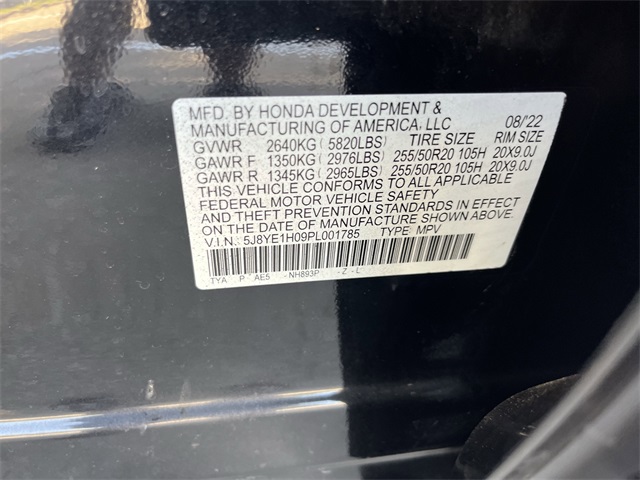 MFD. BY HONDA DEVELOPMENT &
MANUFACTURING OF AMERICA, LLC 08/'22
GVWR 2640KG ( 5820LBS) TIRE SIZE RIM SIZE
GAWR F 1350KG ( 2976LBS) 255/50R20 105H 20X9.0J
GAWR R 1345KG ( 2965LBS) 255/50R20 105H 20X9.0J
THIS VEHICLE CONFORMS TO ALL APPLICABLE
FEDERAL MOTOR VEHICLE SAFETY
AND THEFT PREVENTION STANDARDS IN EFFECT
ON THE DATE OF MANUFACTURE SHOWN ABOVE.
V.I.N.: 5J8YE1H09PL001785 TYPE: MPV
TYA P AE5 -NH893P -Z-L